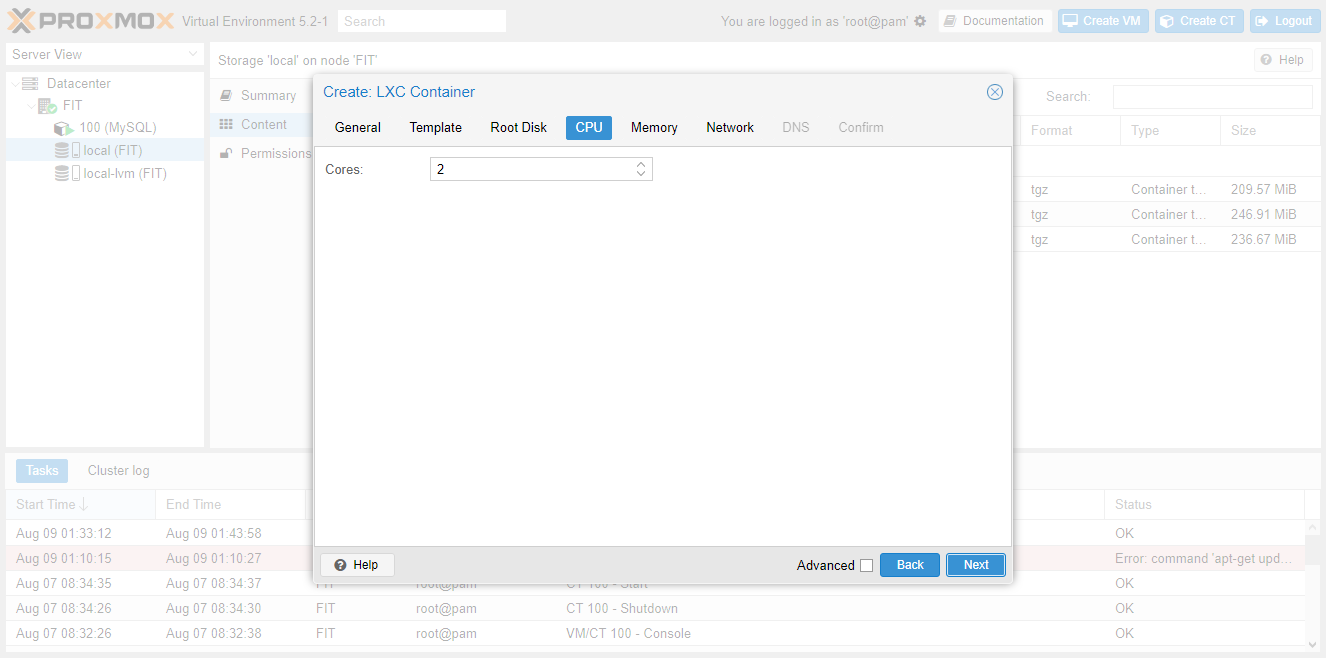 PROXMOX Virtual Environment 5.2-1 Search You are logged in as 'root@pam' Documentation Create VM Create CT Logout
Server View
Storage 'local' on node 'FIT' Help
Datacenter
FIT
100 (MySQL)
local (FIT)
local-lvm (FIT)
Summary
Content
Permissions
Search:
Format Type Size
tgz Container t... 209.57 MiB
tgz Container t... 246.91 MiB
tgz Container t... 236.67 MiB
Create: LXC Container
General Template Root Disk CPU Memory Network DNS Confirm
Cores: 2
Help Advanced Back Next
Tasks Cluster log
Start Time End Time Status
Aug 09 01:33:12 Aug 09 01:43:58 OK
Aug 09 01:10:15 Aug 09 01:10:27 Error: command 'apt-get upd...
Aug 07 08:34:35 Aug 07 08:34:37 FIT root@pam CT 100 - Start OK
Aug 07 08:34:26 Aug 07 08:34:30 FIT root@pam CT 100 - Shutdown OK
Aug 07 08:32:26 Aug 07 08:32:38 FIT root@pam VM/CT 100 - Console OK